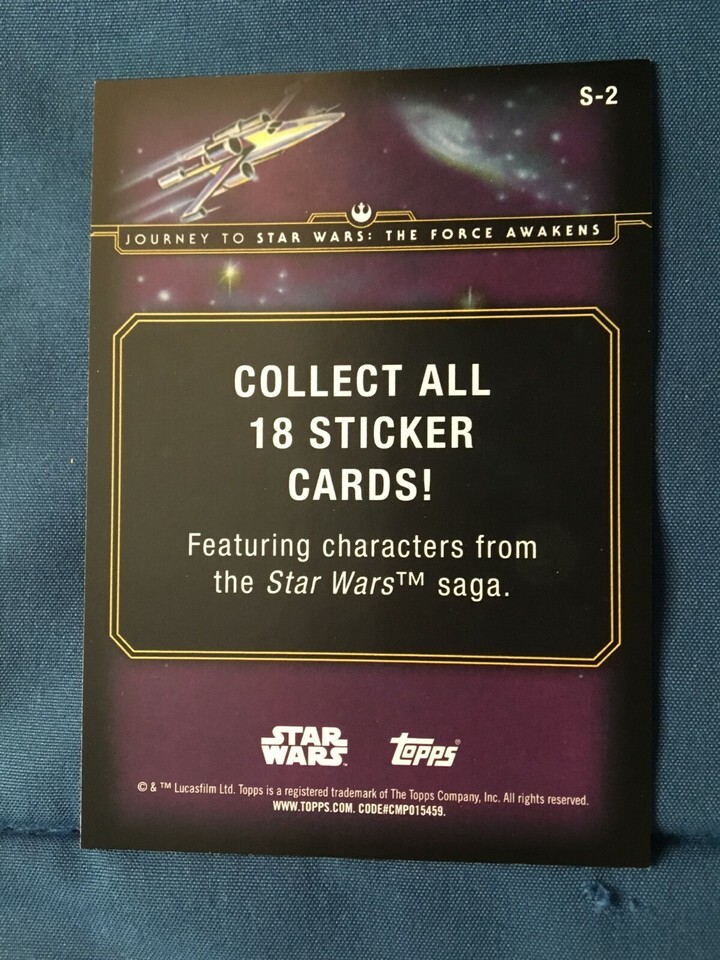 S-2
JOURNEY TO STAR WARS: THE FORCE AWAKENS
COLLECT ALL
18 STICKER
CARDS!
Featuring characters from
the Star Wars™ saga.
STAR
WARS™
TOPPS®
© & ™ Lucasfilm Ltd. Topps is a registered trademark of The Topps Company, Inc. All rights reserved.
WWW.TOPPS.COM. CODE#CMP015459.